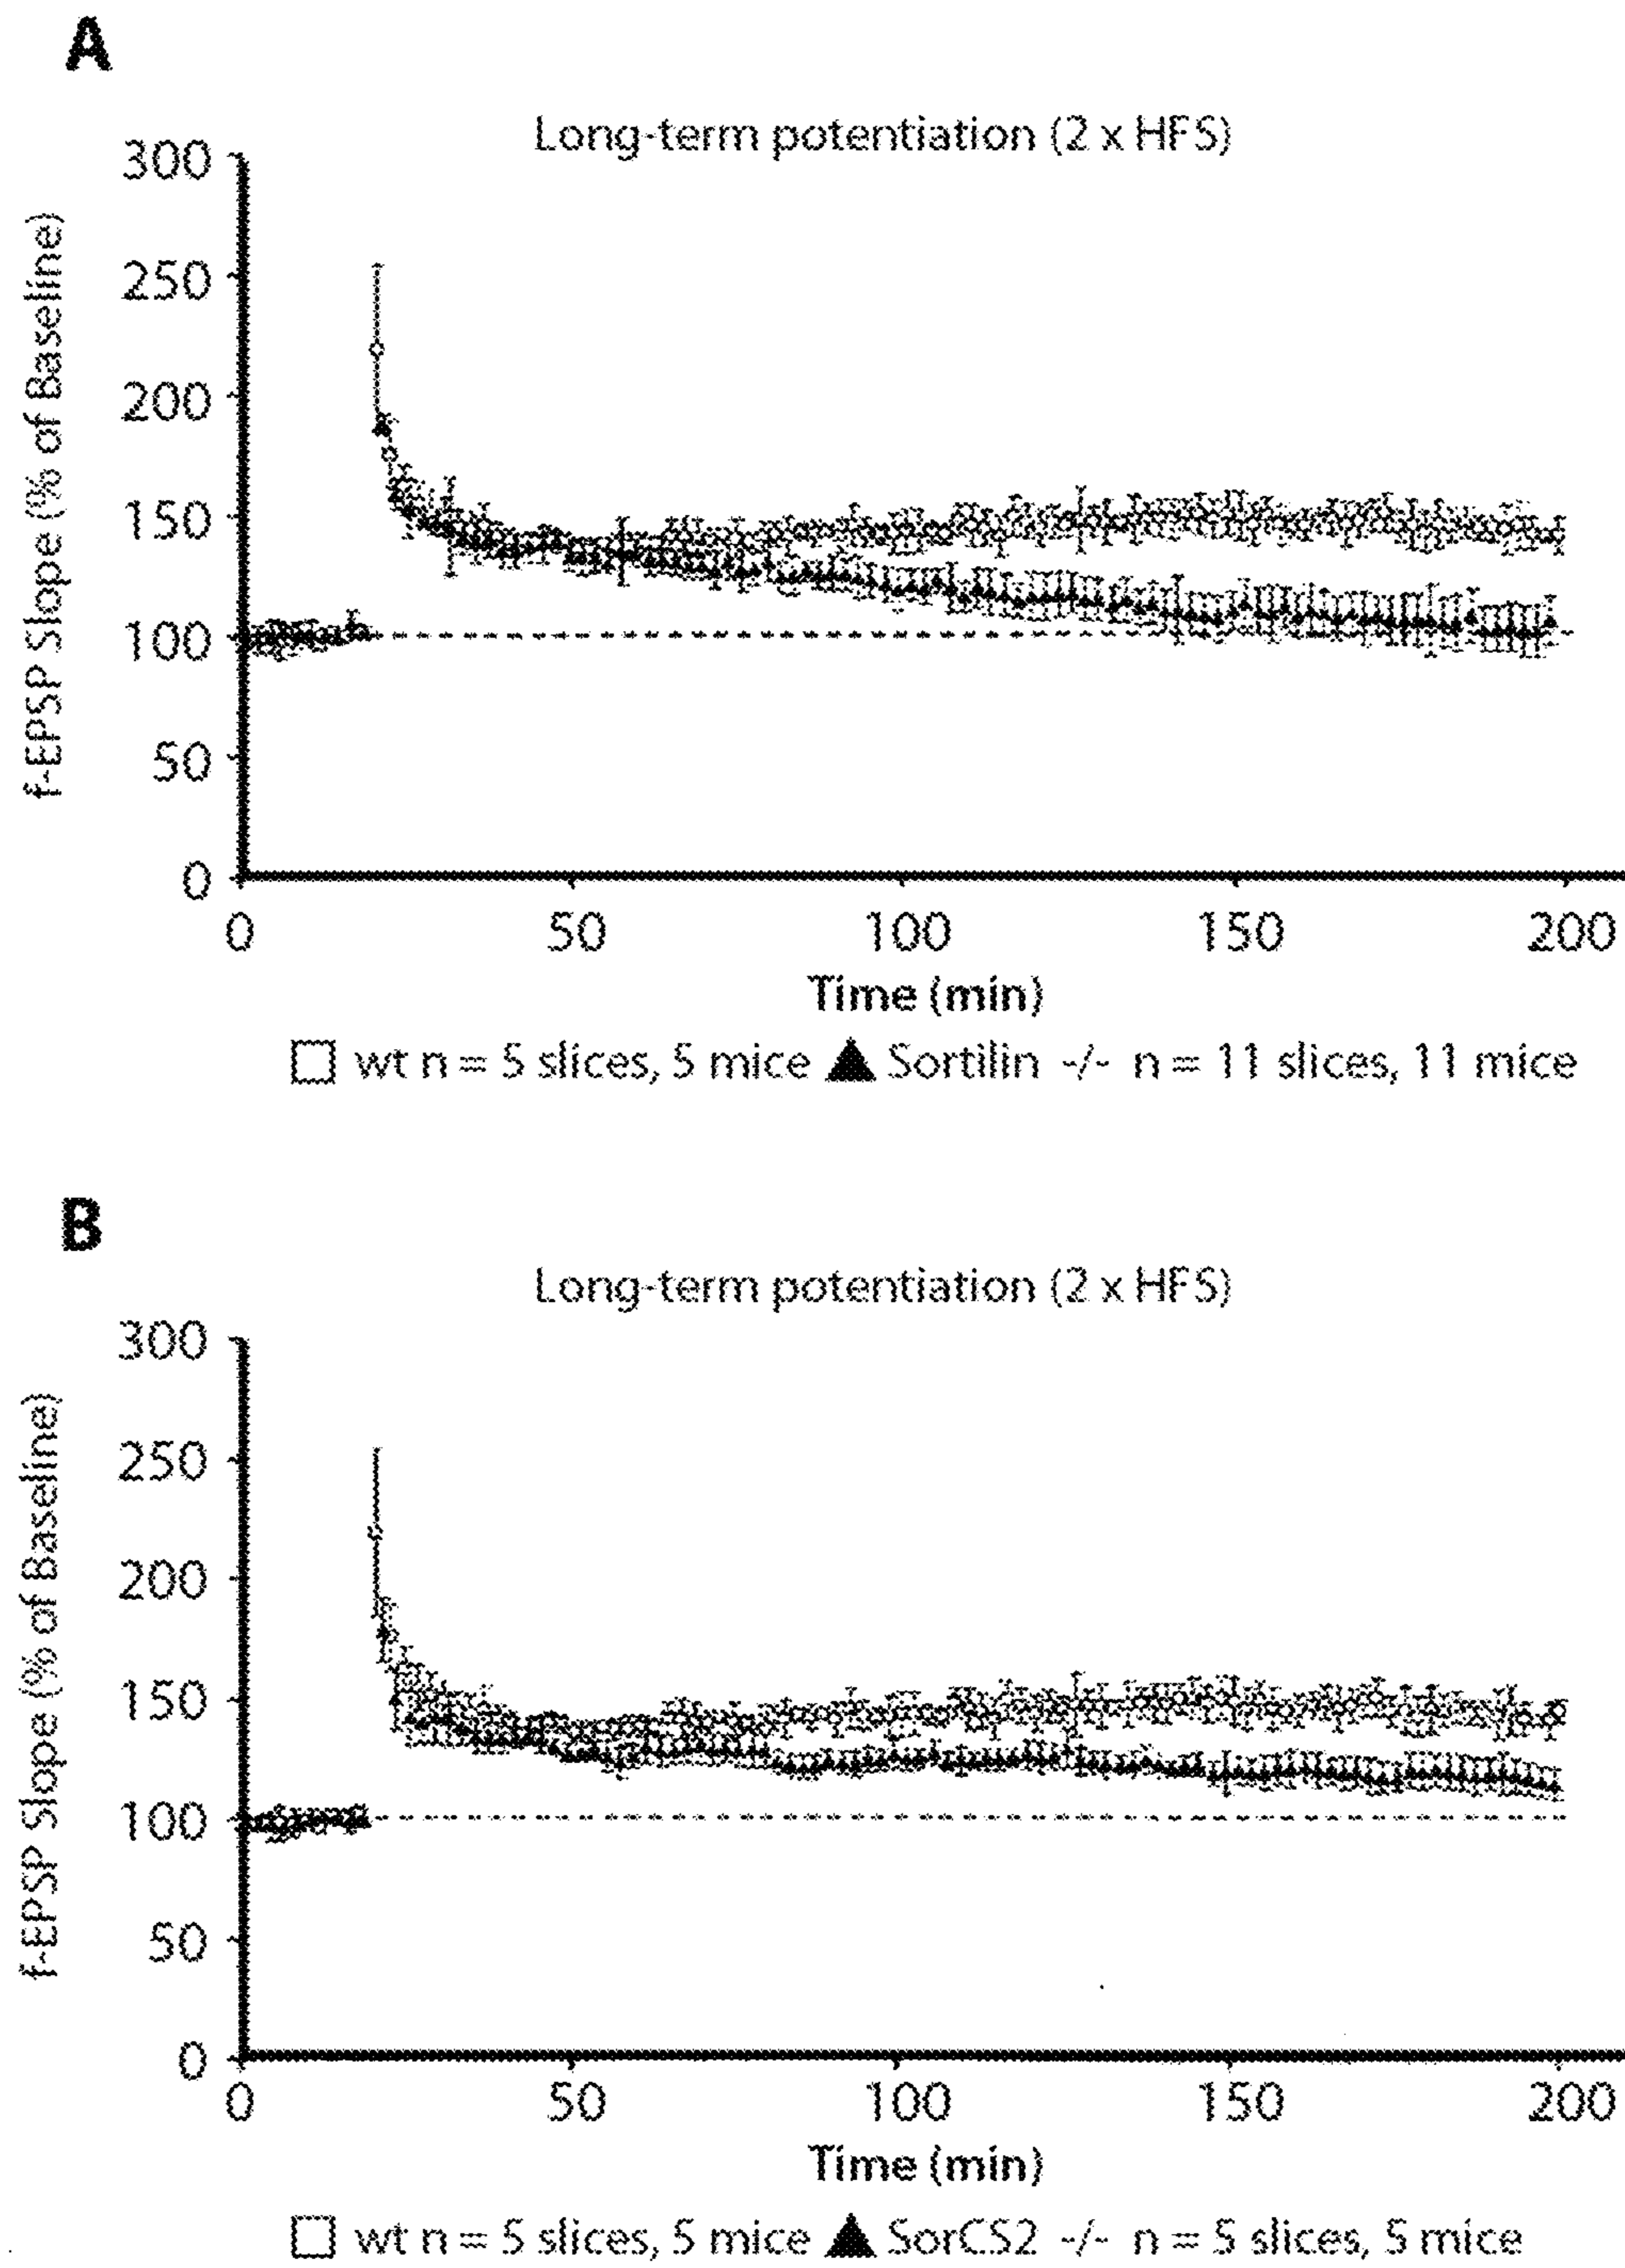 A
Long-term potentiation (2 x HFS)
f-EPSP Slope (% of Baseline)
300
250
200
150
100
50
0
0 50 100 150 200
Time (min)
wt n = 5 slices, 5 mice Sortilin -/- n = 11 slices, 11 mice
B
Long-term potentiation (2 x HFS)
f-EPSP Slope (% of Baseline)
300
250
200
150
100
50
0
0 50 100 150 200
Time (min)
wt n = 5 slices, 5 mice SorCS2 -/- n = 5 slices, 5 mice